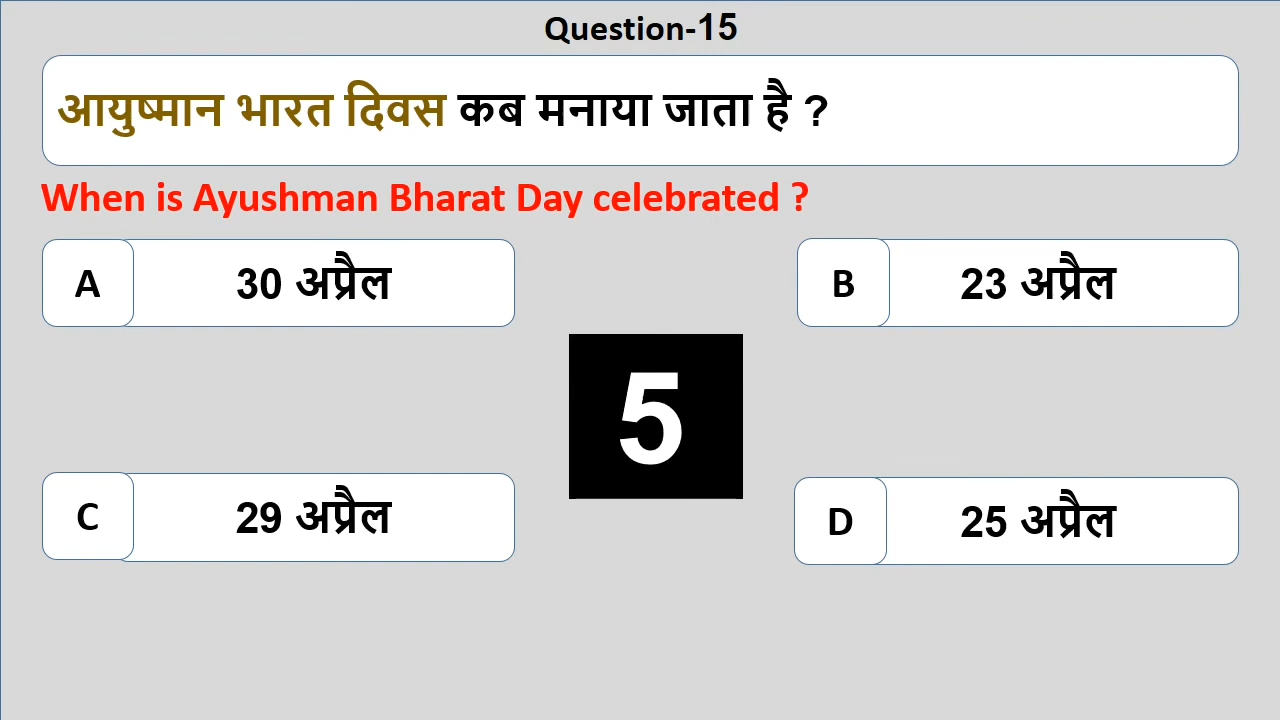 Question-15
आयुष्मान भारत दिवस कब मनाया जाता है ?
When is Ayushman Bharat Day celebrated ?
A 30 अप्रैल
B 23 अप्रैल
5
C 29 अप्रैल
D 25 अप्रैल